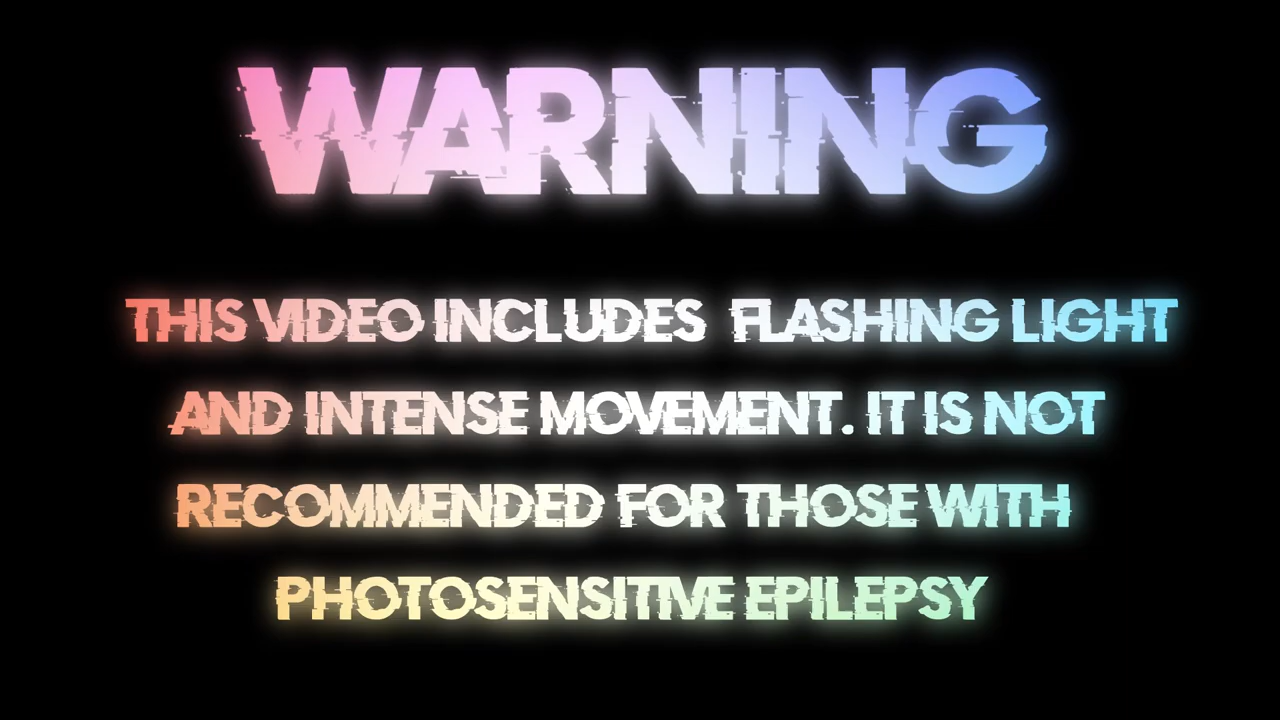 WARNING
THIS VIDEO INCLUDES FLASHING LIGHT
AND INTENSE MOVEMENT. IT IS NOT
RECOMMENDED FOR THOSE WITH
PHOTOSENSITIVE EPILEPSY